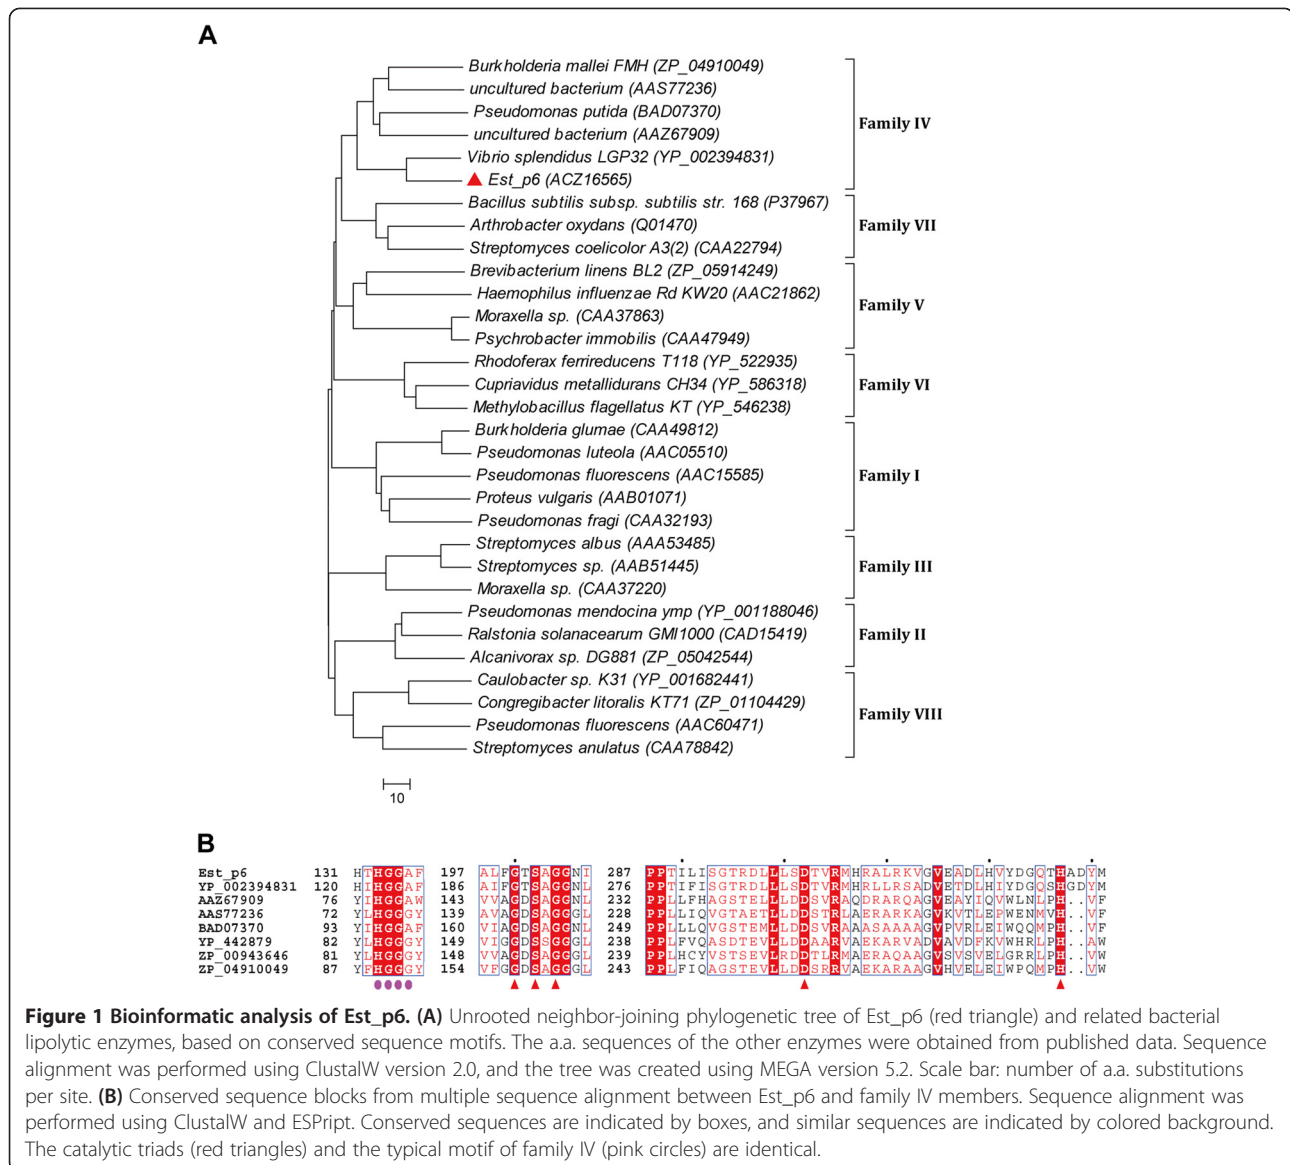 A
Burkholderia mallei FMH (ZP_04910049)
uncultured bacterium (AAS77236)
Pseudomonas putida (BAD07370)
uncultured bacterium (AAZ67909)
Vibrio splendidus LGP32 (YP_002394831)
Est_p6 (ACZ16565)
Family IV
Bacillus subtilis subsp. subtilis str. 168 (P37967)
Arthrobacter oxydans (Q01470)
Streptomyces coelicolor A3(2) (CAA22794)
Family VII
Brevibacterium linens BL2 (ZP_05914249)
Haemophilus influenzae Rd KW20 (AAC21862)
Moraxella sp. (CAA37863)
Psychrobacter immobilis (CAA47949)
Family V
Rhodoferax ferrireducens T118 (YP_522935)
Cupriavidus metallidurans CH34 (YP_586318)
Methylobacillus flagellatus KT (YP_546238)
Family VI
Burkholderia glumae (CAA49812)
Pseudomonas luteola (AAC05510)
Pseudomonas fluorescens (AAC15585)
Proteus vulgaris (AAB01071)
Pseudomonas fragi (CAA32193)
Family I
Streptomyces albus (AAA53485)
Streptomyces sp. (AAB51445)
Moraxella sp. (CAA37220)
Family III
Pseudomonas mendocina ymp (YP_001188046)
Ralstonia solanacearum GMI1000 (CAD15419)
Alcanivorax sp. DG881 (ZP_05042544)
Family II
Caulobacter sp. K31 (YP_001682441)
Congregibacter litoralis KT71 (ZP_01104429)
Pseudomonas fluorescens (AAC60471)
Streptomyces anulatus (CAA78842)
Family VIII
10
B
Est_p6 131 HTHGGAF 197 ALFGTSAGGNL 287 PPTILISGTRDLLLSDTVRMHRALRKVGVEADLHVYDGQTHADYM
YP_002394831 120 HIHGGAF 186 AIFGTSAGGNL 276 PPTILISGTRDLLLSDTVRMHRALRKVGVEADLHVYDGQSHGDYM
AAZ67909 76 YIHGGAW 143 VVAGDSAGGNL 232 PPLLFHAGSTELLLDDSVRAQDRARQAGVEAYIQVWLNQSH..VF
AAS77236 72 YLHGGGY 139 AVAGDSAGGGL 228 PPLLIQVGTAETLLDDSTRLAERARKAGVKVTLEPWENMVH..VF
BAD07370 93 YIHGGAF 160 VIAGDSAGGNL 249 PPLLQVGSTEVLLDDSVRAAASAAAAGVPVRLQVWQGMPH..VF
YP_442879 82 YLHGGGY 149 VIGGDSGGGNL 238 PPLFVQASDTEVLLDDAARVAEKARAVDVAVDFKVWHRLPH..AW
ZP_00943646 81 YLHGGGY 148 VVAGDSAGGGL 239 PPLHCYVSTSEVLRDDTLRMAERAQAAGVSVSVELGRRLPH..AW
ZP_04910049 87 YFHGGGY 154 VFGGDSAGGGL 243 PPLFIQAGSTEVLLDDSRRVAEKARAAGVHVELEIWPQMPH..VW
Figure 1 Bioinformatic analysis of Est_p6. (A) Unrooted neighbor-joining phylogenetic tree of Est_p6 (red triangle) and related bacterial
lipolytic enzymes, based on conserved sequence motifs. The a.a. sequences of the other enzymes were obtained from published data. Sequence
alignment was performed using ClustalW version 2.0, and the tree was created using MEGA version 5.2. Scale bar: number of a.a. substitutions
per site. (B) Conserved sequence blocks from multiple sequence alignment between Est_p6 and family IV members. Sequence alignment was
performed using ClustalW and ESPript. Conserved sequences are indicated by boxes, and similar sequences are indicated by colored background.
The catalytic triads (red triangles) and the typical motif of family IV (pink circles) are identical.